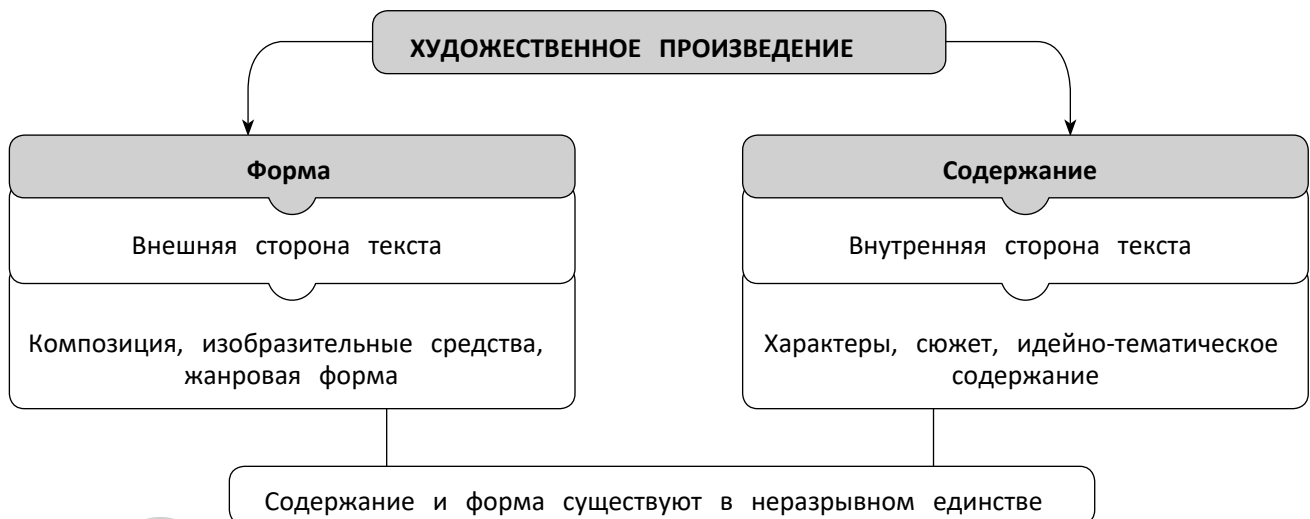 ХУДОЖЕСТВЕННОЕ ПРОИЗВЕДЕНИЕ
Форма
Внешняя сторона текста
Композиция, изобразительные средства,
жанровая форма
Содержание
Внутренняя сторона текста
Характеры, сюжет, идейно-тематическое
содержание
Содержание и форма существуют в неразрывном единстве